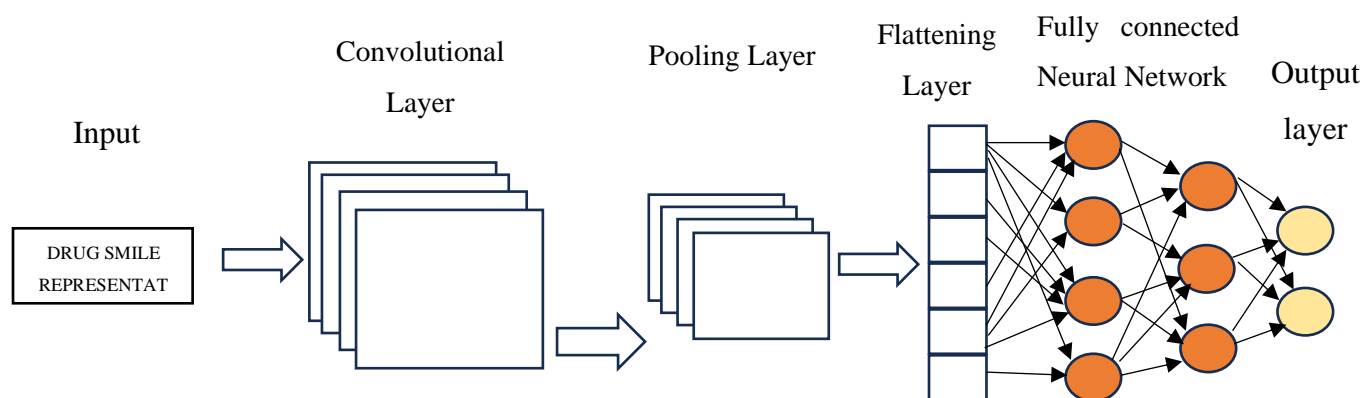 Input
DRUG SMILE
REPRESENTAT
Convolutional
Layer
Pooling Layer
Flattening
Layer
Fully connected
Neural Network
Output
layer